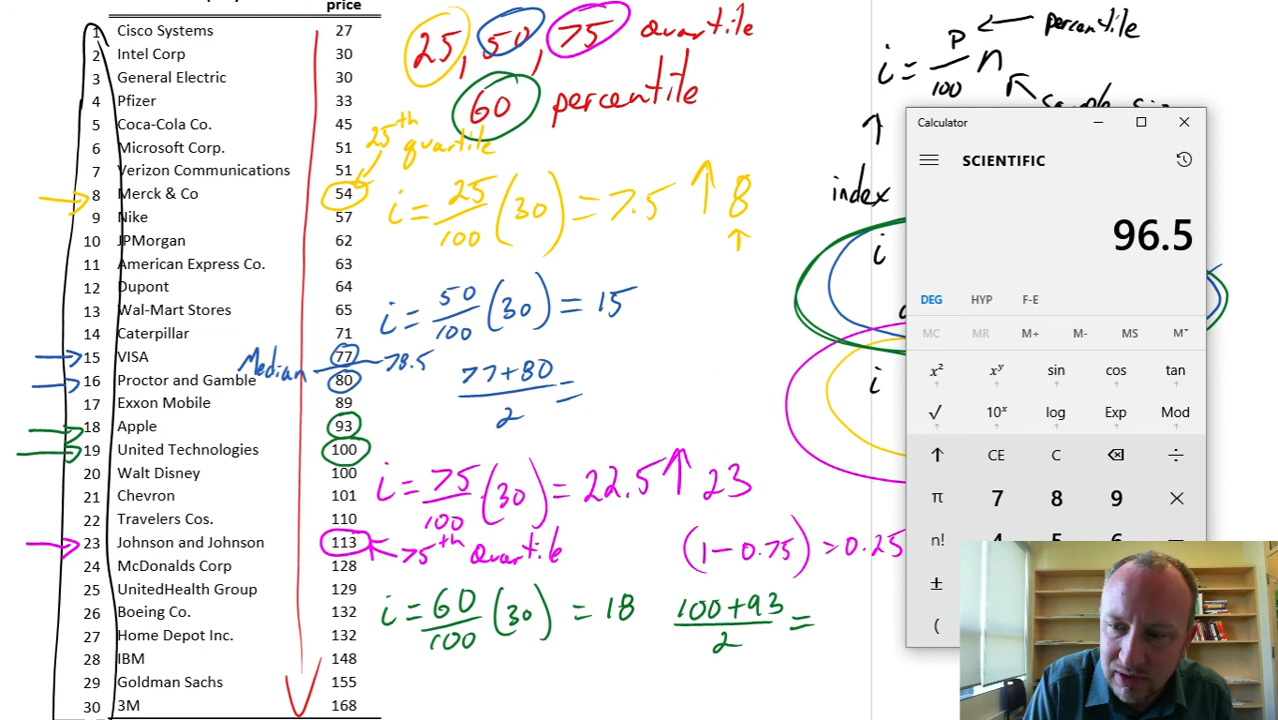 price
1 Cisco Systems 27
2 Intel Corp 30
3 General Electric 30
4 Pfizer 33
5 Coca-Cola Co. 45
6 Microsoft Corp. 51
7 Verizon Communications 51
8 Merck & Co 54
9 Nike 57
10 JPMorgan 62
11 American Express Co. 63
12 Dupont 64
13 Wal-Mart Stores 65
14 Caterpillar 71
15 VISA 77
16 Proctor and Gamble 80
17 Exxon Mobile 89
18 Apple 93
19 United Technologies 100
20 Walt Disney 100
21 Chevron 101
22 Travelers Cos. 110
23 Johnson and Johnson 113
24 McDonalds Corp 128
25 UnitedHealth Group 129
26 Boeing Co. 132
27 Home Depot Inc. 132
28 IBM 148
29 Goldman Sachs 155
30 3M 168
25, 50, 75 quartile
60 percentile
25th quartile
i = 25/100 (30) = 7.5 ↑ 8
i = 50/100 (30) = 15
Median 78.5
77+80/2 =
i = 75/100 (30) = 22.5 ↑ 23
75th Quartile
(1-0.75) > 0.25
i = 60/100 (30) = 18
100+93/2 =
i = P/100 n
percentile
index
i
i
Calculator
SCIENTIFIC
96.5
DEG HYP F-E
MC MR M+ M- MS M˅
x² xʸ sin cos tan
√ 10ˣ log Exp Mod
↑ CE C ÷
π 7 8 9 ×
n!
±
(